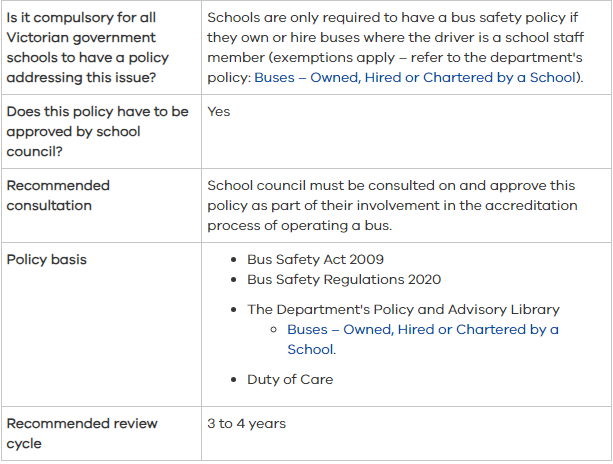 Is it compulsory for all
Victorian government
schools to have a policy
addressing this issue?
Schools are only required to have a bus safety policy if
they own or hire buses where the driver is a school staff
member (exemptions apply – refer to the department's
policy: Buses – Owned, Hired or Chartered by a School).
Does this policy have to be
approved by school
council?
Yes
Recommended
consultation
School council must be consulted on and approve this
policy as part of their involvement in the accreditation
process of operating a bus.
Policy basis
• Bus Safety Act 2009
• Bus Safety Regulations 2020
• The Department's Policy and Advisory Library
◦ Buses – Owned, Hired or Chartered by a
School.
• Duty of Care
Recommended review
cycle
3 to 4 years